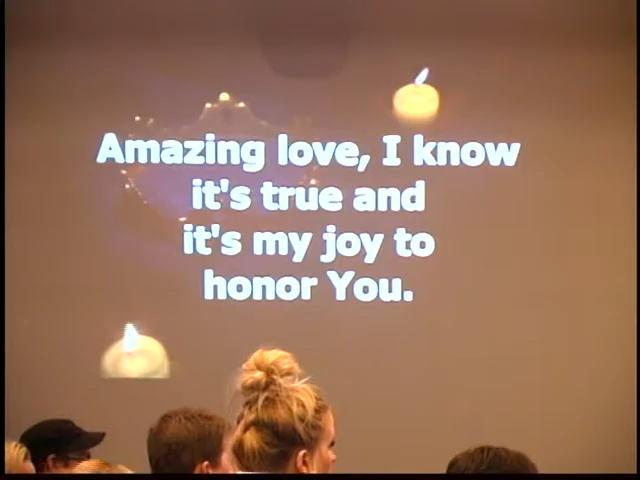 Amazing love, I know
it's true and
it's my joy to
honor You.